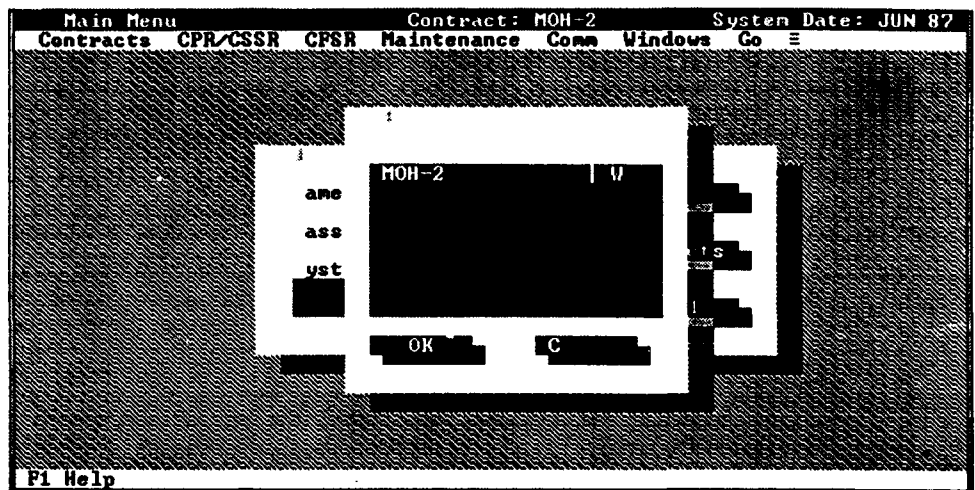 Main Menu Contract: MOH-2 System Date: JUN 87
Contracts CPR/CSSR CFSR Maintenance Comm Windows Go ≡
MOH-2 W
ame
ass
yst
OK C
F1 Help